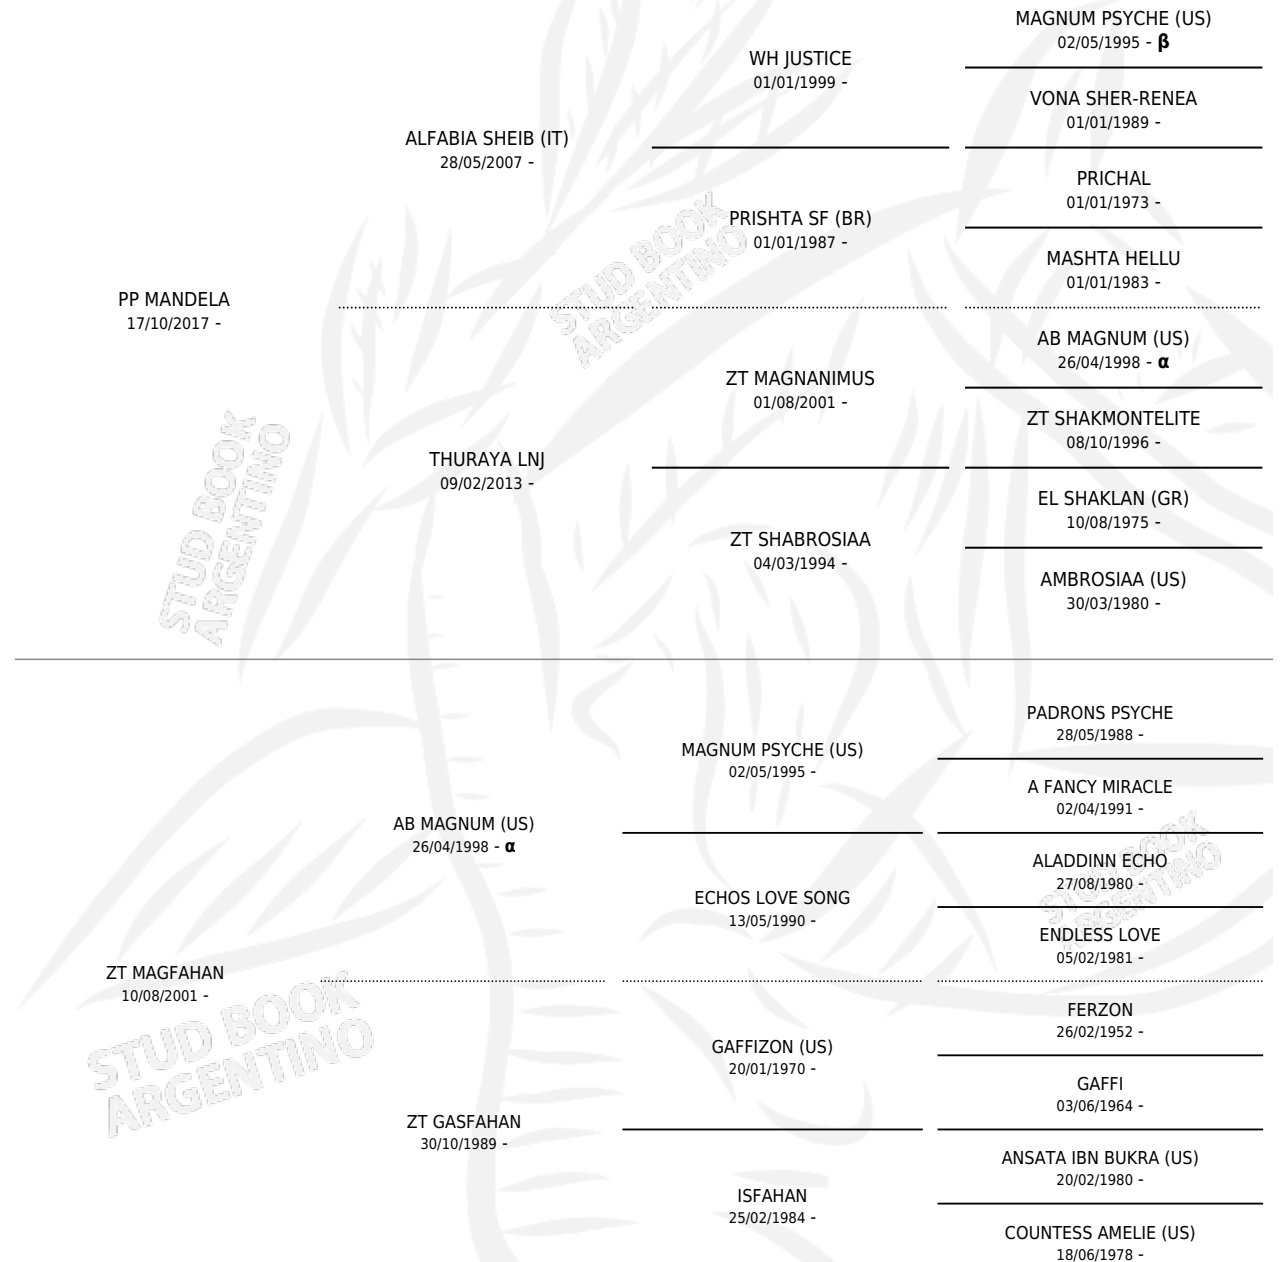 MAGNUM PSYCHE (US)
02/05/1995 - β
WH JUSTICE
01/01/1999 -
VONA SHER-RENEA
01/01/1989 -
ALFABIA SHEIB (IT)
28/05/2007 -
PRICHAL
01/01/1973 -
PRISHTA SF (BR)
01/01/1987 -
MASHTA HELLU
01/01/1983 -
PP MANDELA
17/10/2017 -
AB MAGNUM (US)
26/04/1998 - α
ZT MAGNANIMUS
01/08/2001 -
ZT SHAKMONTELITE
08/10/1996 -
THURAYA LNJ
09/02/2013 -
EL SHAKLAN (GR)
10/08/1975 -
ZT SHABROSIAA
04/03/1994 -
AMBROSIAA (US)
30/03/1980 -
STUD BOOK
ARGENTINO
STUD BOOK
ARGENTINO
PADRONS PSYCHE
28/05/1988 -
MAGNUM PSYCHE (US)
02/05/1995 -
A FANCY MIRACLE
02/04/1991 -
AB MAGNUM (US)
26/04/1998 - α
ALADDINN ECHO
27/08/1980 -
ECHOS LOVE SONG
13/05/1990 -
ENDLESS LOVE
05/02/1981 -
ZT MAGFAHAN
10/08/2001 -
FERZON
26/02/1952 -
GAFFIZON (US)
20/01/1970 -
GAFFI
03/06/1964 -
ZT GASFAHAN
30/10/1989 -
ANSATA IBN BUKRA (US)
20/02/1980 -
ISFAHAN
25/02/1984 -
COUNTESS AMELIE (US)
18/06/1978 -
STUD BOOK
ARGENTINO
STUD BOOK
ARGENTINO